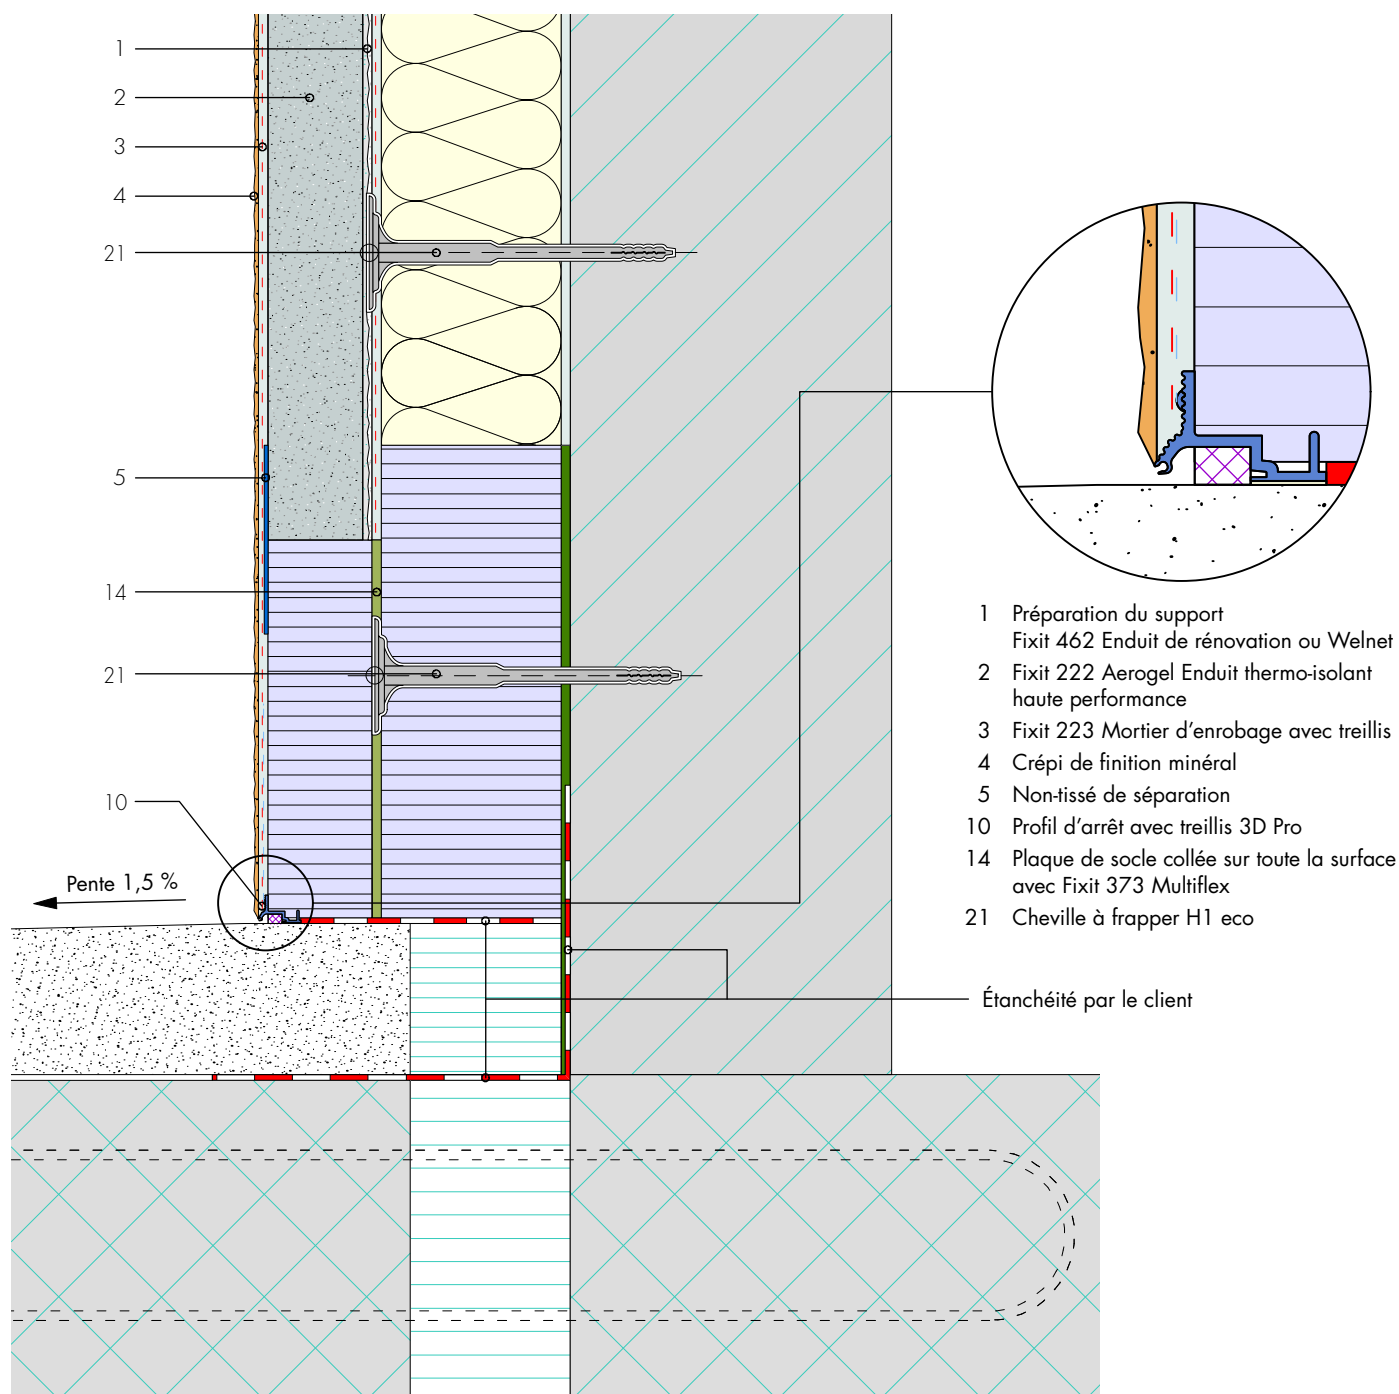 1
2
3
4
21
5
14
21
10
Pente 1,5 %
1 Préparation du support
Fixit 462 Enduit de rénovation ou Welnet
2 Fixit 222 Aerogel Enduit thermo-isolant
haute performance
3 Fixit 223 Mortier d’enrobage avec treillis
4 Crépi de finition minéral
5 Non-tissé de séparation
10 Profil d’arrêt avec treillis 3D Pro
14 Plaque de socle collée sur toute la surface
avec Fixit 373 Multiflex
21 Cheville à frapper H1 eco
Étanchéité par le client